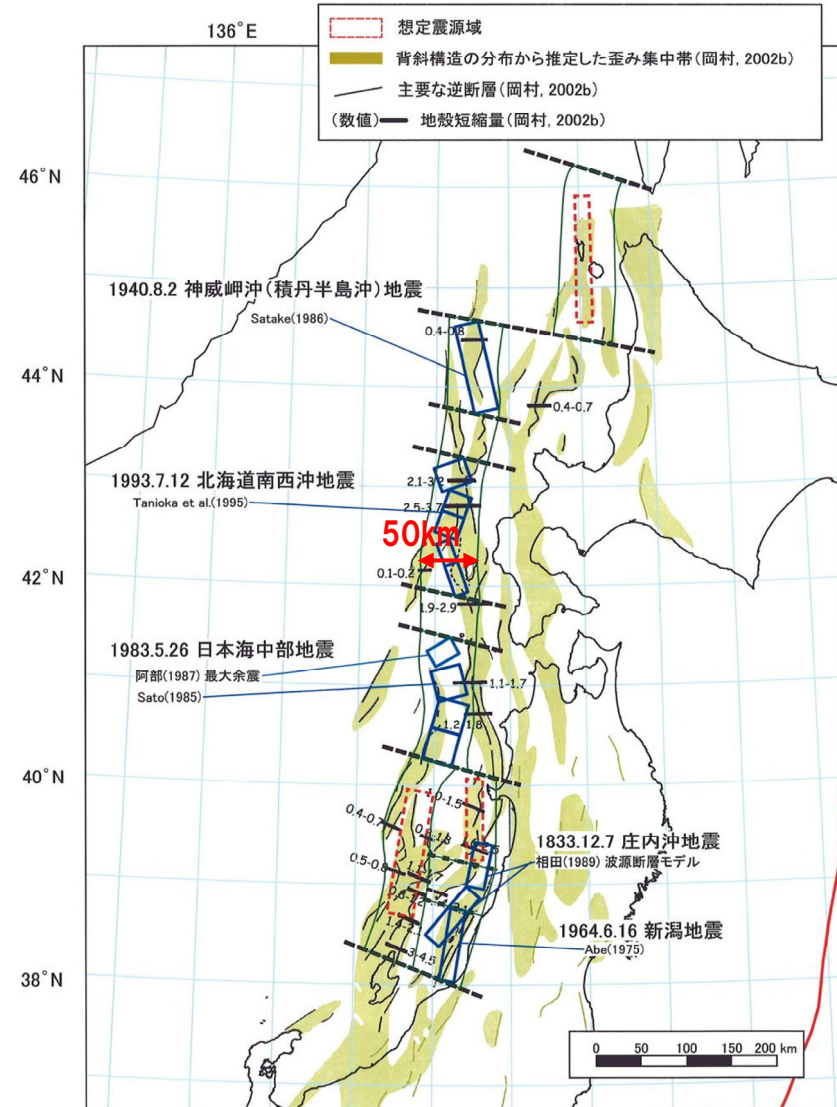 136°E
想定震源域
背斜構造の分布から推定した歪み集中帯(岡村, 2002b)
主要な逆断層(岡村, 2002b)
(数値) 地殻短縮量(岡村, 2002b)
46°N
1940.8.2 神威岬沖(積丹半島沖)地震
Satake(1986)
0.4-0.8
44°N
0.4-0.7
1993.7.12 北海道南西沖地震
2.1-3.2
Tanioka et al.(1995)
2.5-3.7
50km
42°N
0.1-0.2
1.9-2.9
1983.5.26 日本海中部地震
阿部(1987) 最大余震
1.1-1.7
Sato(1985)
1.2-1.8
40°N
1.0-1.5
0.4-0.7
1833.12.7 庄内沖地震
相田(1989) 波源断層モデル
0.5-0.8
1964.6.16 新潟地震
Abe(1975)
3-4.5
38°N
0 50 100 150 200 km